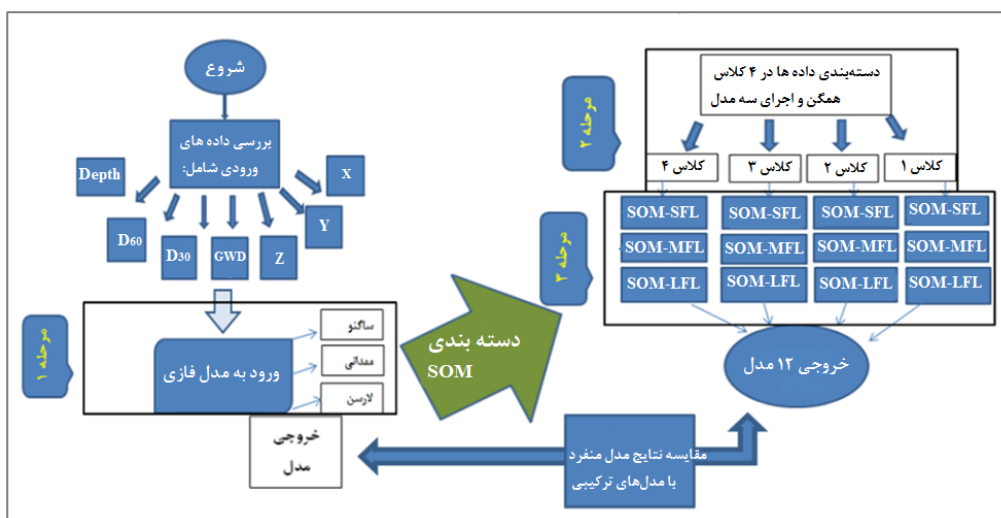 شروع
بررسی داده های
ورودی شامل:
Depth
D60
D30
GWD
Z
Y
X
مرحله ۱
ورود به مدل فازی
ساگنو
ممدانی
لارسن
خروجی
مدل
دسته بندی
SOM
مرحله ۲
دسته‌بندی داده ها در ۴ کلاس
همگن و اجرای سه مدل
کلاس ۱
کلاس ۲
کلاس ۳
کلاس ۴
مرحله ۳
SOM-SFL SOM-SFL SOM-SFL SOM-SFL
SOM-MFL SOM-MFL SOM-MFL SOM-MFL
SOM-LFL SOM-LFL SOM-LFL SOM-LFL
خروجی ۱۲ مدل
مقایسه نتایج مدل منفرد
با مدل‌های ترکیبی